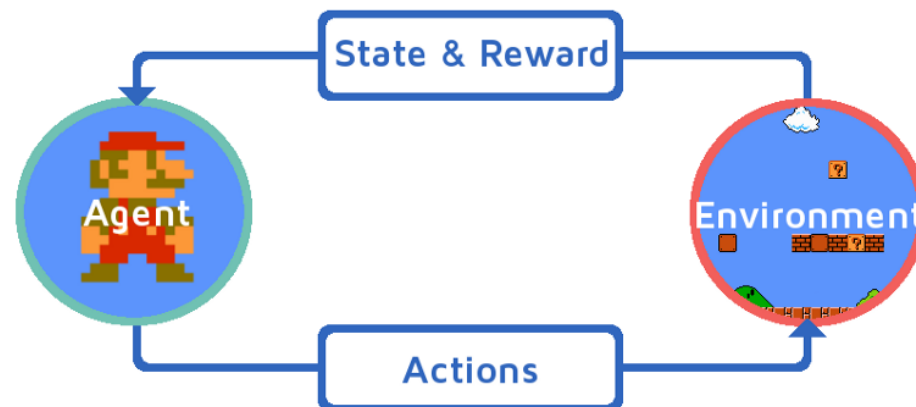 State & Reward
Agent
Environment
?
?
Actions